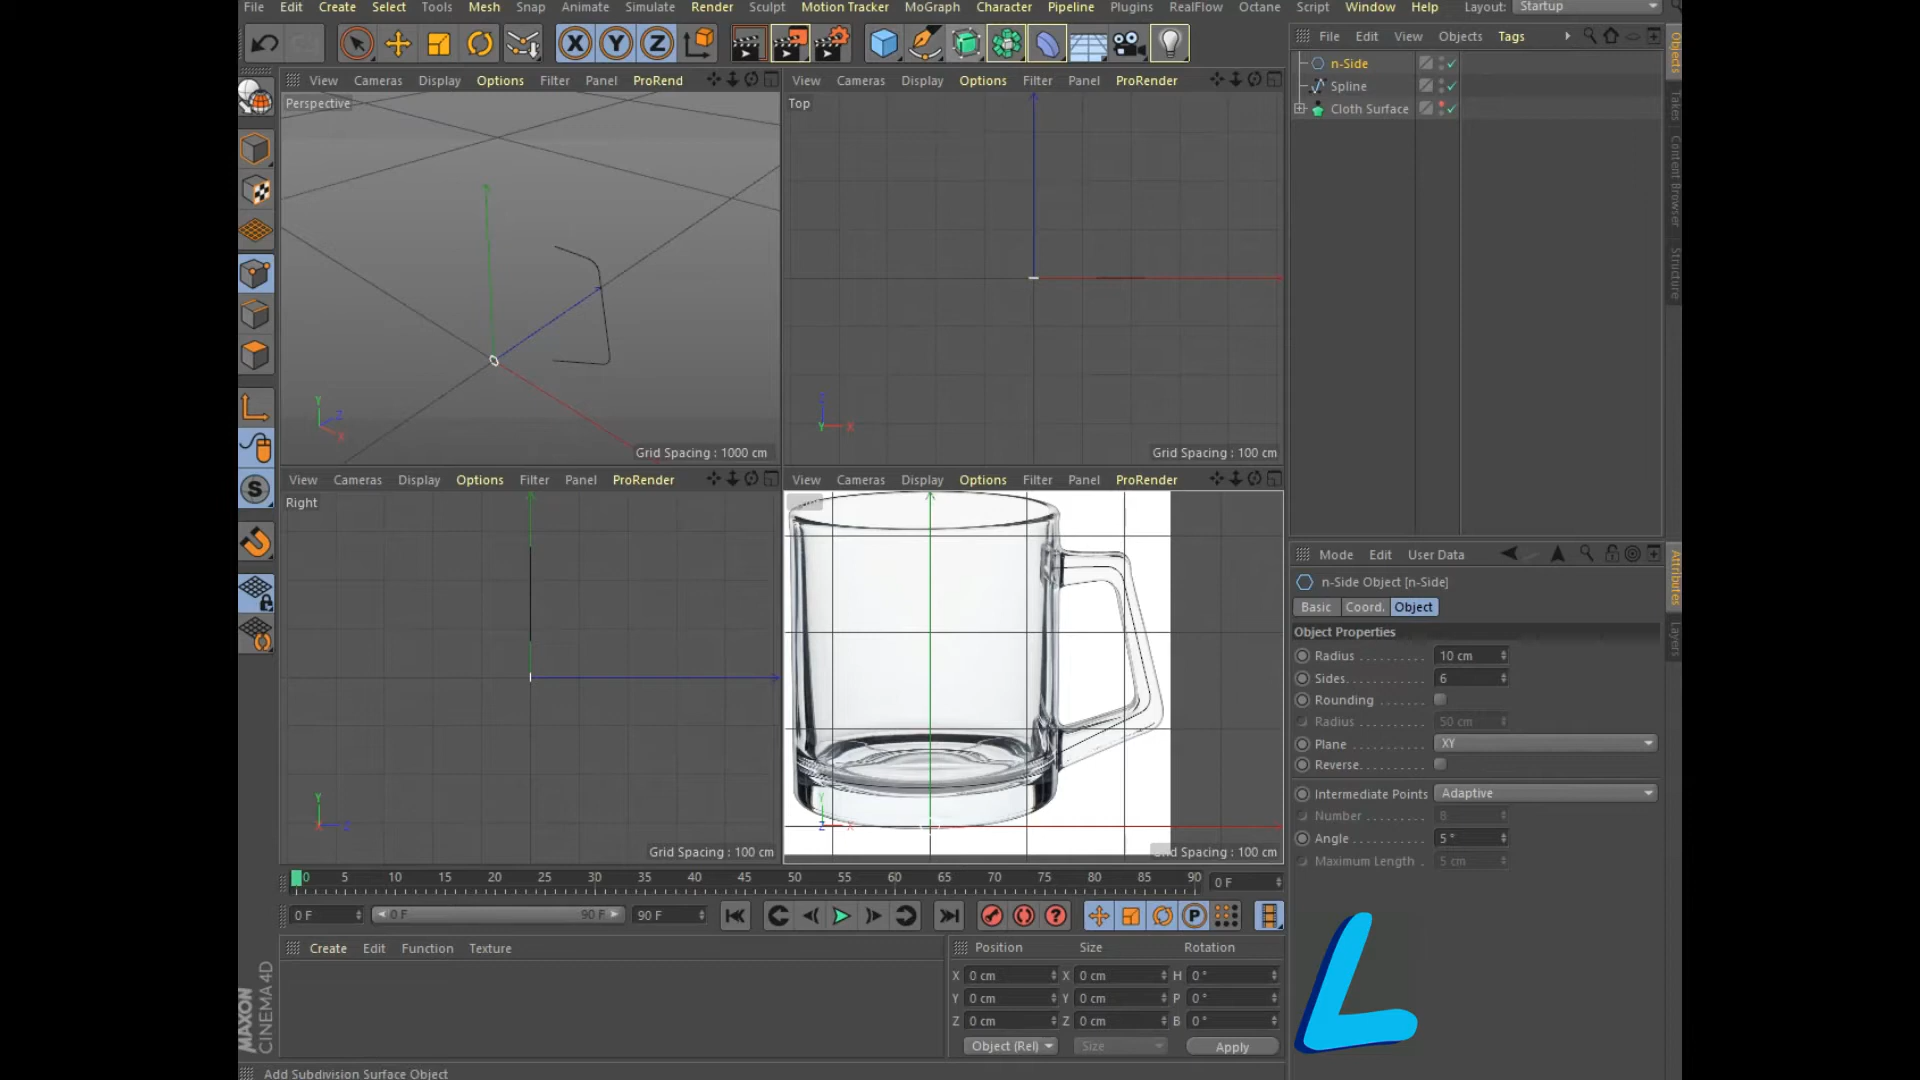 File Edit Create Select Tools Mesh Snap Animate Simulate Render Sculpt Motion Tracker MoGraph Character Pipeline Plugins RealFlow Octane Script Window Help Layout: Startup
X Y Z
File Edit View Objects Tags
n-Side
Spline
Cloth Surface
View Cameras Display Options Filter Panel ProRend
Perspective
Y Z X
Grid Spacing : 1000 cm
View Cameras Display Options Filter Panel ProRender
Top
Z Y X
Grid Spacing : 100 cm
View Cameras Display Options Filter Panel ProRender
Right
Y X Z
Grid Spacing : 100 cm
View Cameras Display Options Filter Panel ProRender
Y Z X
Grid Spacing : 100 cm
S
Objects
Takes
Content Browser
Structure
Mode Edit User Data
n-Side Object [n-Side]
Basic Coord. Object
Object Properties
Radius 10 cm
Sides 6
Rounding
Radius 50 cm
Plane XY
Reverse
Intermediate Points Adaptive
Number 8
Angle 5 °
Maximum Length 5 cm
Attributes
Layers
0 5 10 15 20 25 30 35 40 45 50 55 60 65 70 75 80 85 90 0 F
0 F 0 F 90 F 90 F
P
Create Edit Function Texture
Position Size Rotation
X 0 cm X 0 cm H 0 °
Y 0 cm Y 0 cm P 0 °
Z 0 cm Z 0 cm B 0 °
Object (Rel) Size Apply
MAXON CINEMA 4D
Add Subdivision Surface Object
L